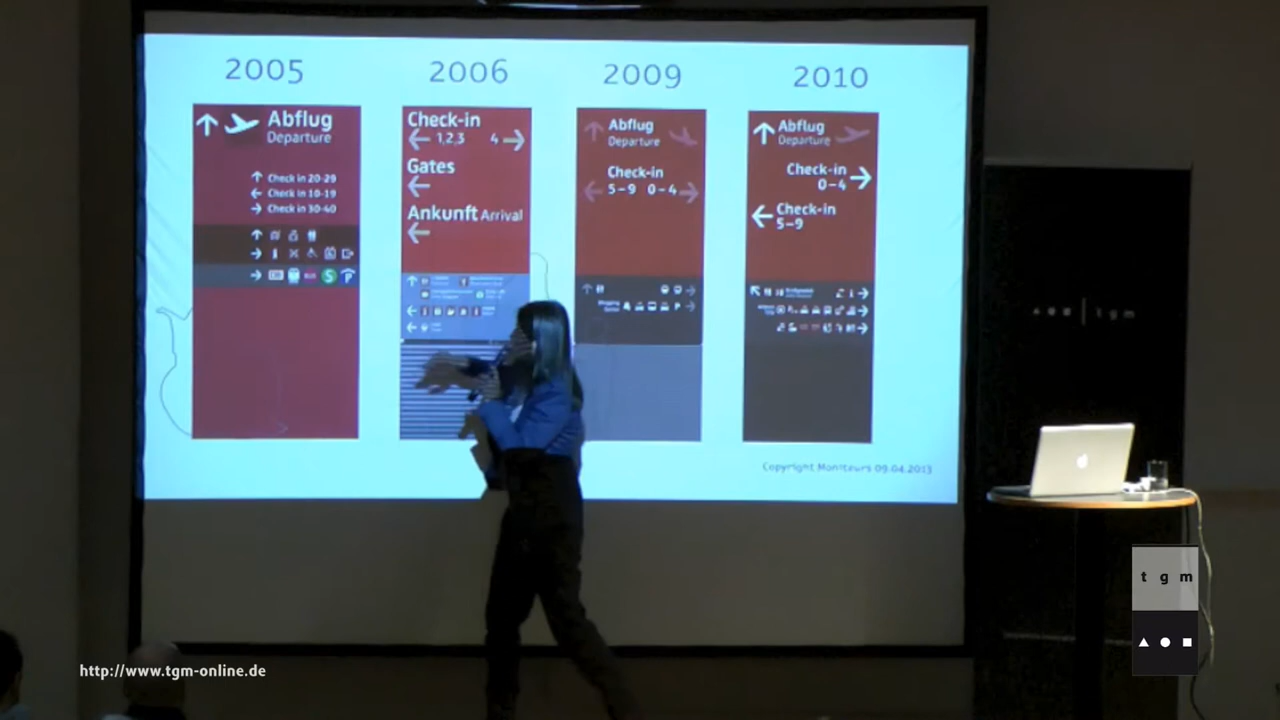 2005
2006
2009
2010
Abflug
Departure
Check in 20-29
Check in 10-19
Check in 30-40
S
P
Check-in
1,2,3 4
Gates
Ankunft Arrival
Abflug
Departure
Check-in
5-9 0-4
P
Abflug
Departure
Check-in
0-4
Check-in
5-9
Copyright Moniteurs 09.04.2013
tgm
t g m
http://www.tgm-online.de